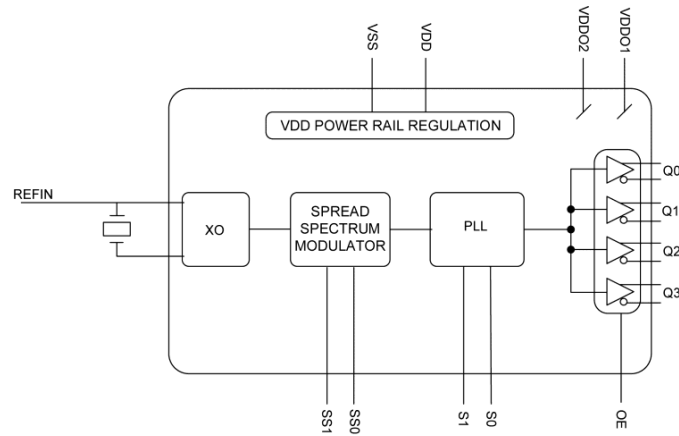 VSS
VDD
VDDO2
VDDO1
VDD POWER RAIL REGULATION
REFIN
XO
SPREAD
SPECTRUM
MODULATOR
PLL
Q0
Q1
Q2
Q3
SS1
SS0
S1
S0
OE